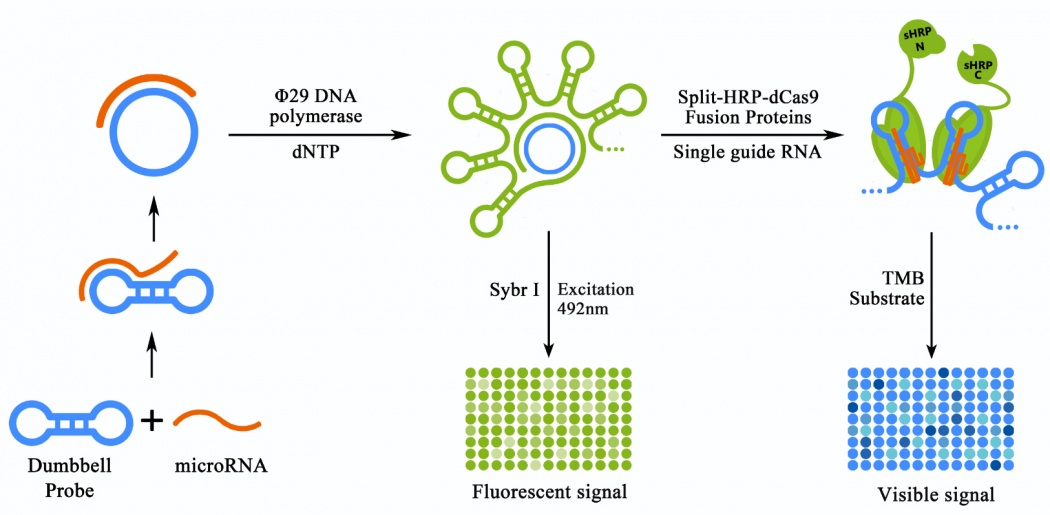 sHRP
N
sHRP
C
Φ29 DNA
polymerase
dNTP
Split-HRP-dCas9
Fusion Proteins
Single guide RNA
Sybr I
Excitation
492nm
TMB
Substrate
+
Dumbbell
Probe
microRNA
Fluorescent signal
Visible signal